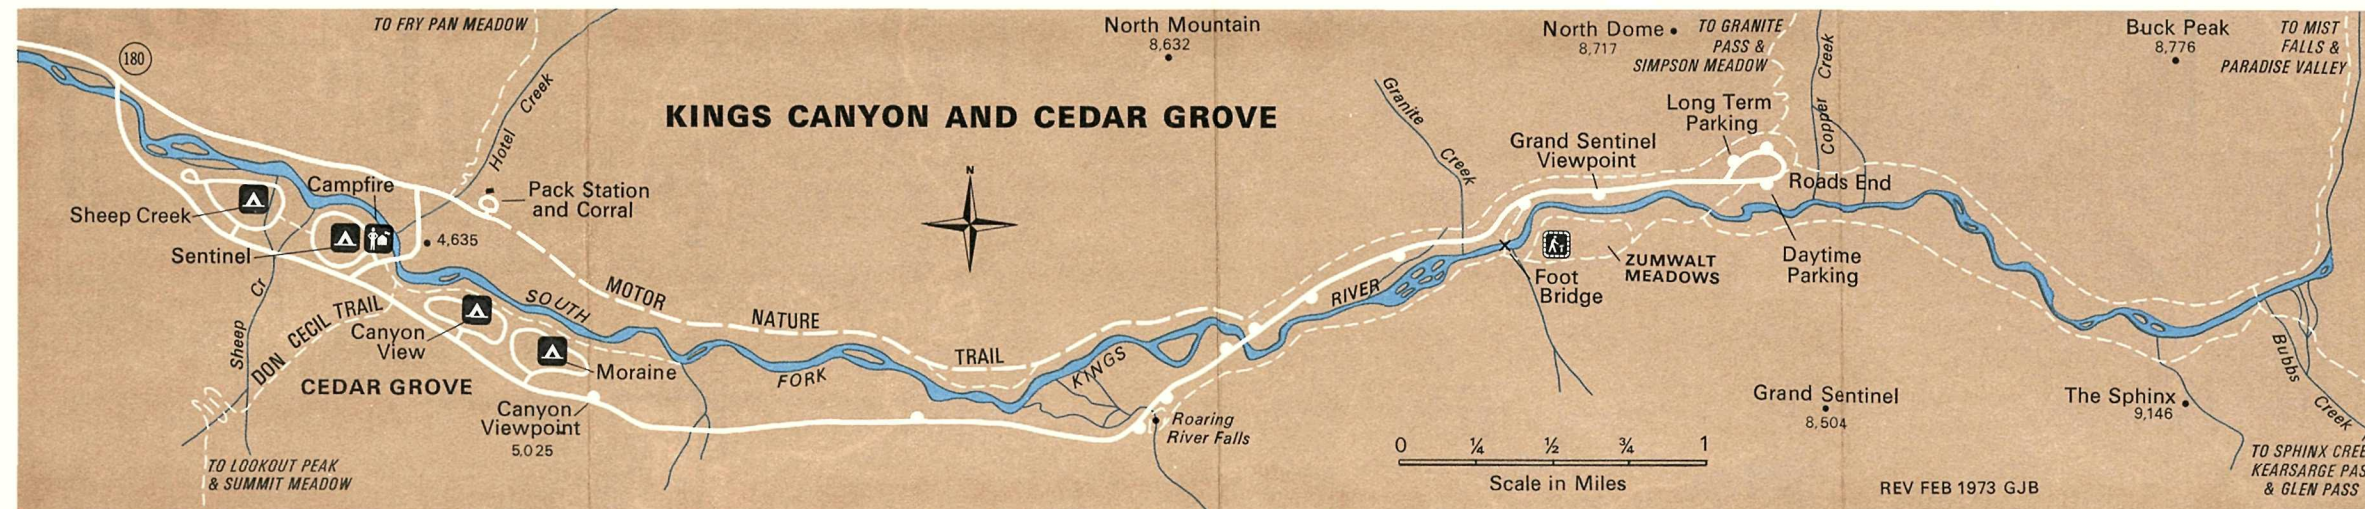 TO FRY PAN MEADOW
180
North Mountain
8,632
North Dome
8,717
TO GRANITE
PASS &
SIMPSON MEADOW
Copper Creek
Buck Peak
8,776
TO MIST
FALLS &
PARADISE VALLEY
KINGS CANYON AND CEDAR GROVE
Hotel Creek
Granite Creek
Long Term
Parking
Grand Sentinel
Viewpoint
Roads End
N
Campfire
Pack Station
and Corral
Sheep Creek
Sentinel
4,635
Foot
Bridge
ZUMWALT
MEADOWS
Daytime
Parking
MOTOR NATURE TRAIL
SOUTH FORK KINGS RIVER
Sheep Cr
DON CECIL TRAIL
Canyon
View
Moraine
CEDAR GROVE
Canyon
Viewpoint
5,025
Roaring
River Falls
Bubbs Creek
Grand Sentinel
8,504
The Sphinx
9,146
0 1/4 1/2 3/4 1
Scale in Miles
TO LOOKOUT PEAK
& SUMMIT MEADOW
TO SPHINX CREE
KEARSARGE PAS
& GLEN PASS
REV FEB 1973 GJB